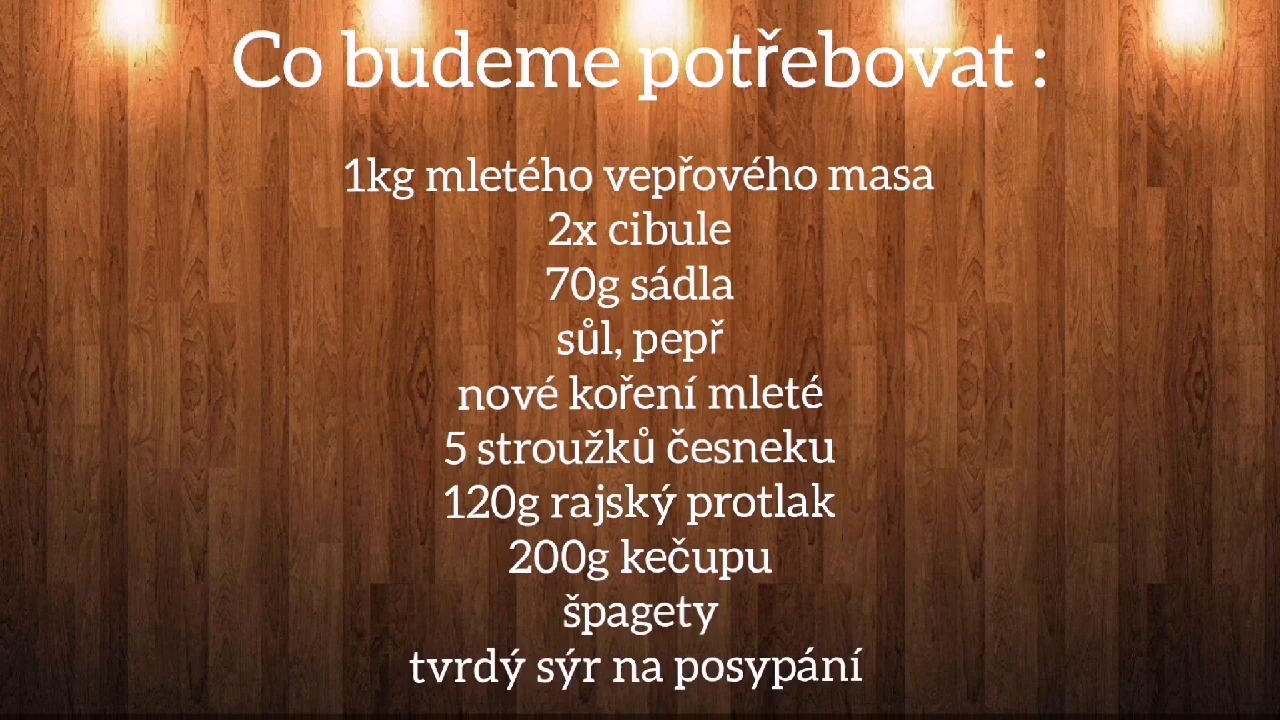 Co budeme potřebovat :
1kg mletého vepřového masa
2x cibule
70g sádla
sůl, pepř
nové koření mleté
5 stroužků česneku
120g rajský protlak
200g kečupu
špagety
tvrdý sýr na posypání